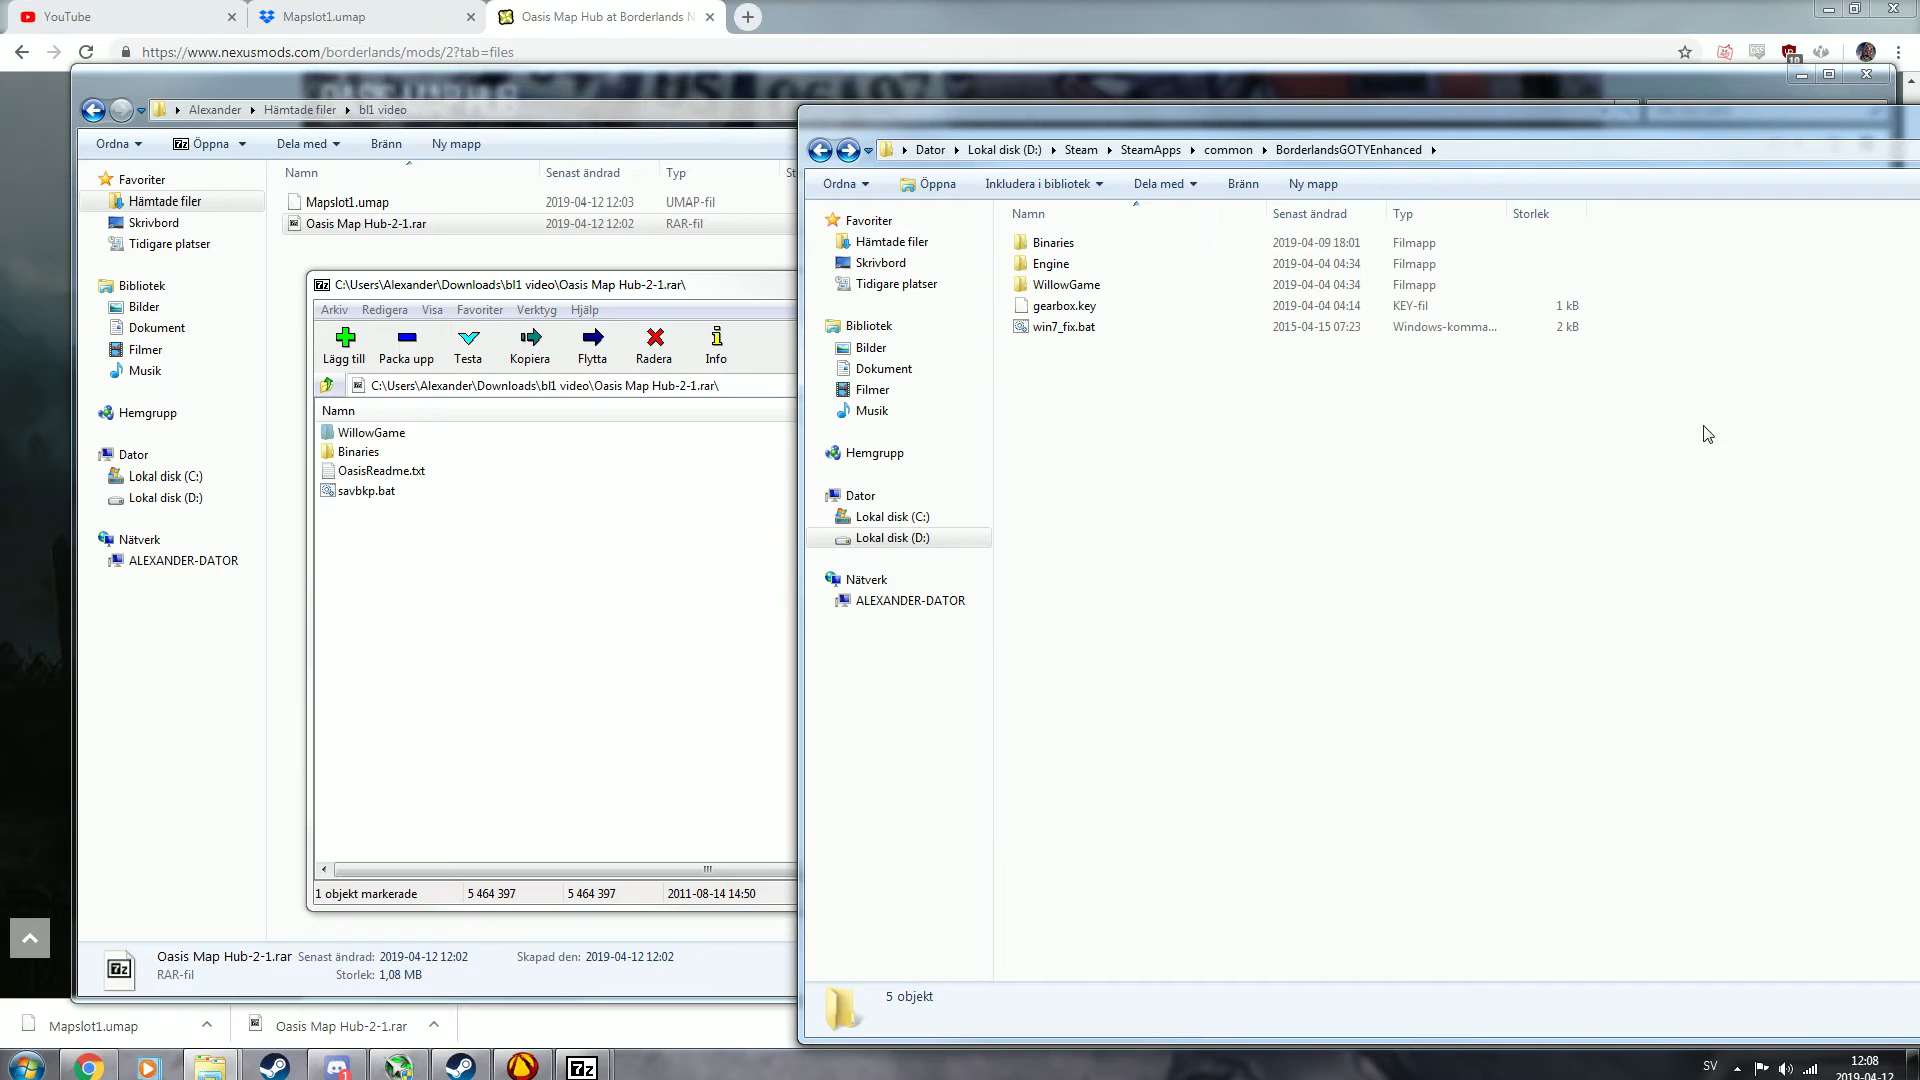 YouTube
Mapslot1.umap
Oasis Map Hub at Borderlands N
https://www.nexusmods.com/borderlands/mods/2?tab=files
10
Alexander
Hämtade filer
bl1 video
Ordna
Öppna
Dela med
Bränn
Ny mapp
Favoriter
Hämtade filer
Skrivbord
Tidigare platser
Bibliotek
Bilder
Dokument
Filmer
Musik
Hemgrupp
Dator
Lokal disk (C:)
Lokal disk (D:)
Nätverk
ALEXANDER-DATOR
Namn
Senast ändrad
Typ
St
Mapslot1.umap
2019-04-12 12:03
UMAP-fil
Oasis Map Hub-2-1.rar
2019-04-12 12:02
RAR-fil
C:\Users\Alexander\Downloads\bl1 video\Oasis Map Hub-2-1.rar\
Arkiv
Redigera
Visa
Favoriter
Verktyg
Hjälp
Lägg till
Packa upp
Testa
Kopiera
Flytta
Radera
Info
C:\Users\Alexander\Downloads\bl1 video\Oasis Map Hub-2-1.rar\
Namn
WillowGame
Binaries
OasisReadme.txt
savbkp.bat
1 objekt markerade
5 464 397
5 464 397
2011-08-14 14:50
Oasis Map Hub-2-1.rar
Senast ändrad: 2019-04-12 12:02
Skapad den: 2019-04-12 12:02
RAR-fil
Storlek: 1,08 MB
Dator
Lokal disk (D:)
Steam
SteamApps
common
BorderlandsGOTYEnhanced
Ordna
Öppna
Inkludera i bibliotek
Dela med
Bränn
Ny mapp
Favoriter
Hämtade filer
Skrivbord
Tidigare platser
Bibliotek
Bilder
Dokument
Filmer
Musik
Hemgrupp
Dator
Lokal disk (C:)
Lokal disk (D:)
Nätverk
ALEXANDER-DATOR
Namn
Senast ändrad
Typ
Storlek
Binaries
2019-04-09 18:01
Filmapp
Engine
2019-04-04 04:34
Filmapp
WillowGame
2019-04-04 04:34
Filmapp
gearbox.key
2019-04-04 04:14
KEY-fil
1 kB
win7_fix.bat
2015-04-15 07:23
Windows-komma...
2 kB
5 objekt
Mapslot1.umap
Oasis Map Hub-2-1.rar
SV
12:08
2019-04-12